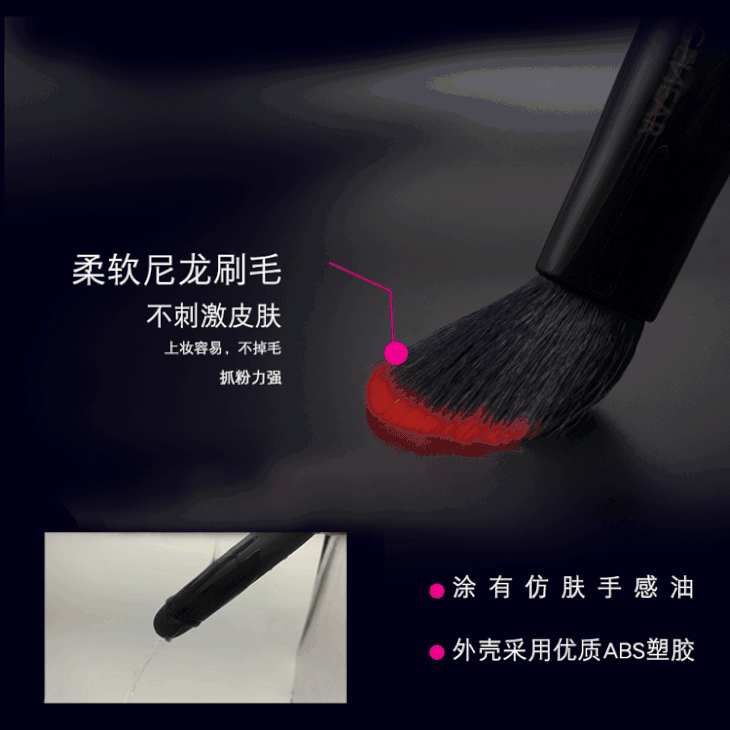 柔软尼龙刷毛
不刺激皮肤
上妆容易，不掉毛
抓粉力强
涂有仿肤手感油
外壳采用优质ABS塑胶